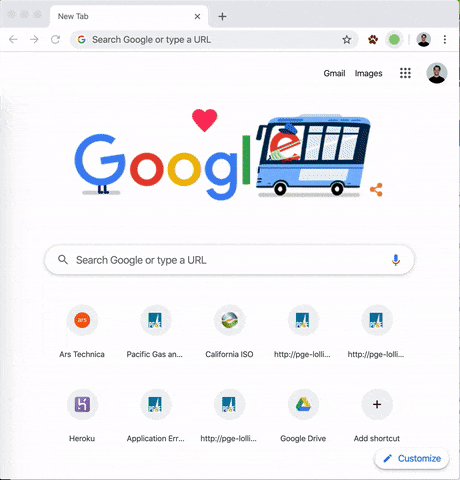 New Tab
Search Google or type a URL
Gmail Images
Google
Search Google or type a URL
ars
Ars Technica
Pacific Gas an...
California ISO
http://pge-lolli...
http://pge-lolli...
Heroku
Application Err...
http://pge-lolli...
Google Drive
Add shortcut
Customize